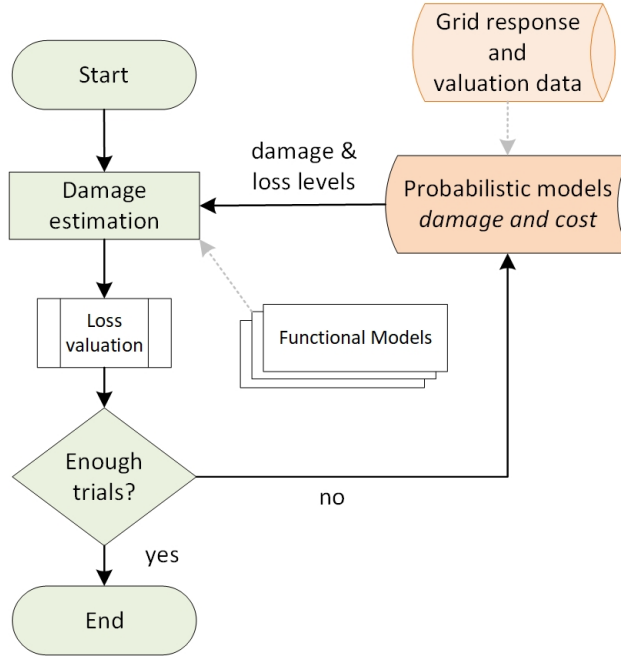 Start
Grid response
and
valuation data
damage &
loss levels
Damage
estimation
Probabilistic models
damage and cost
Loss
valuation
Functional Models
Enough
trials?
no
yes
End